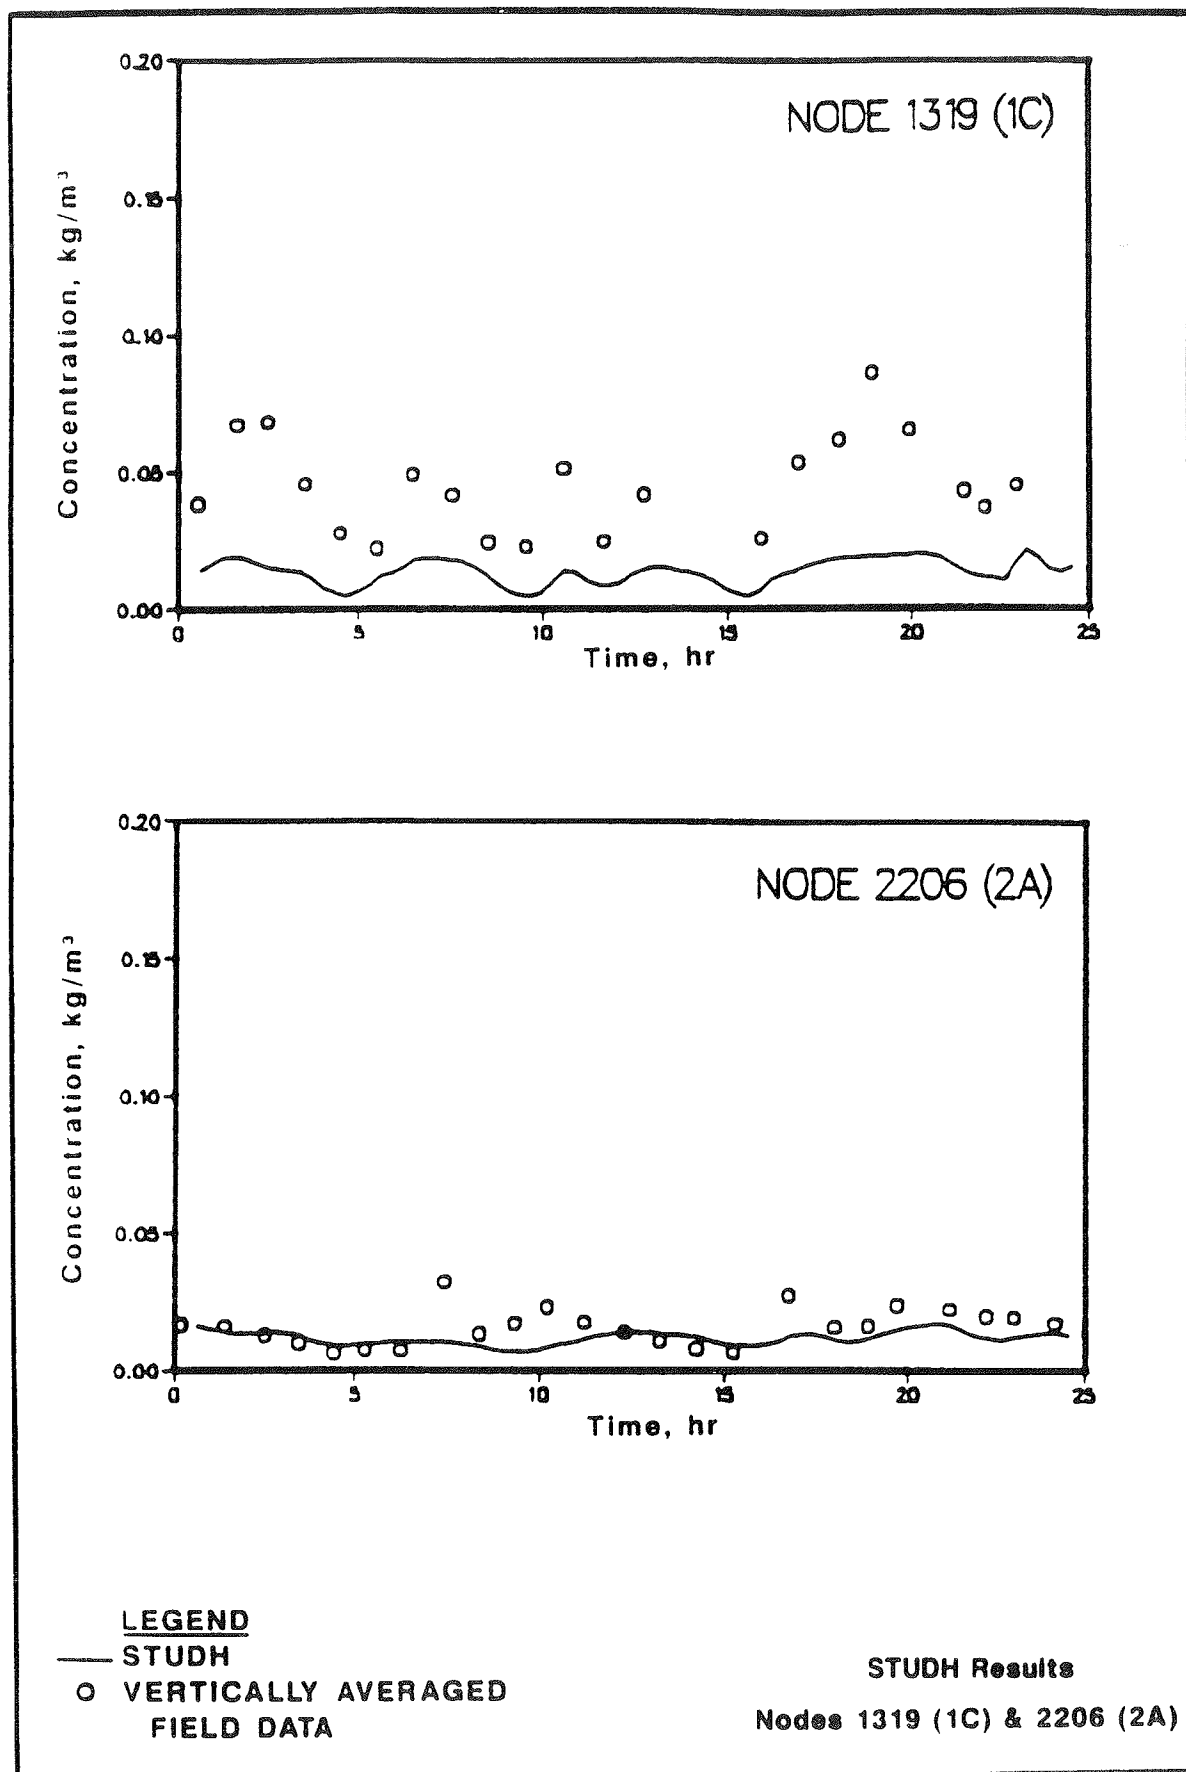 0.20
NODE 1319 (1C)
0.15
Concentration, kg/m³
0.10
0.05
0.00
0 5 10 15 20 25
Time, hr
0.20
NODE 2206 (2A)
0.15
Concentration, kg/m³
0.10
0.05
0.00
0 5 10 15 20 25
Time, hr
LEGEND
STUDH
VERTICALLY AVERAGED
FIELD DATA
STUDH Results
Nodes 1319 (1C) & 2206 (2A)